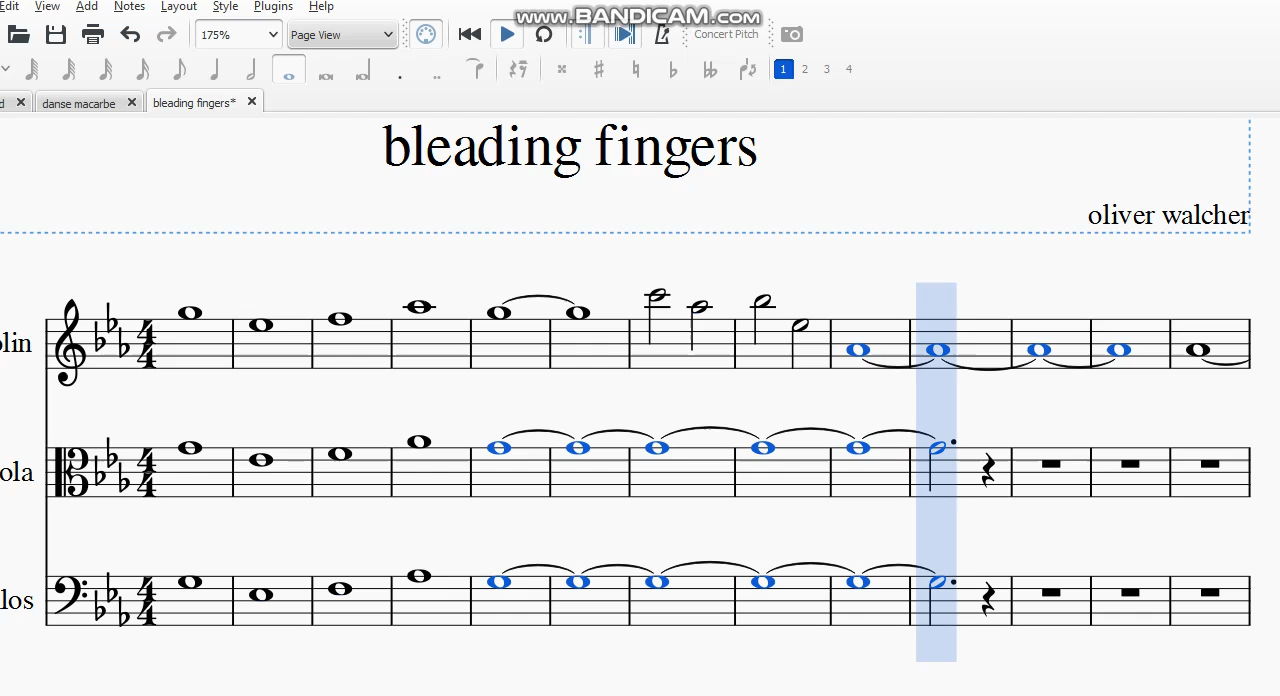 Edit View Add Notes Layout Style Plugins Help
www.BANDICAM.com
175% Page View Concert Pitch
1 2 3 4
d danse macarbe bleading fingers*
bleading fingers
oliver walcher
olin
ola
los